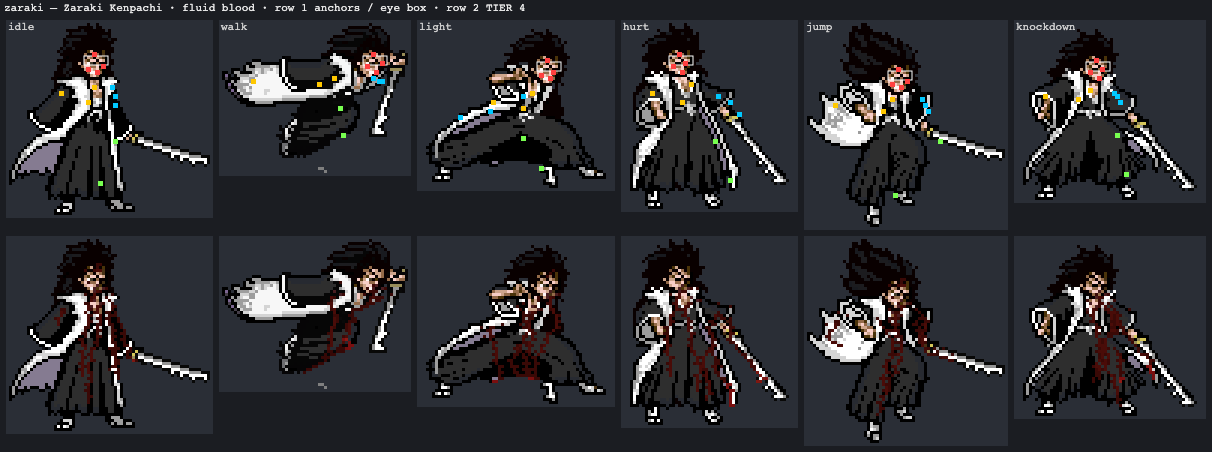 zaraki — Zaraki Kenpachi · fluid blood · row 1 anchors / eye box · row 2 TIER 4
idle walk light hurt jump knockdown